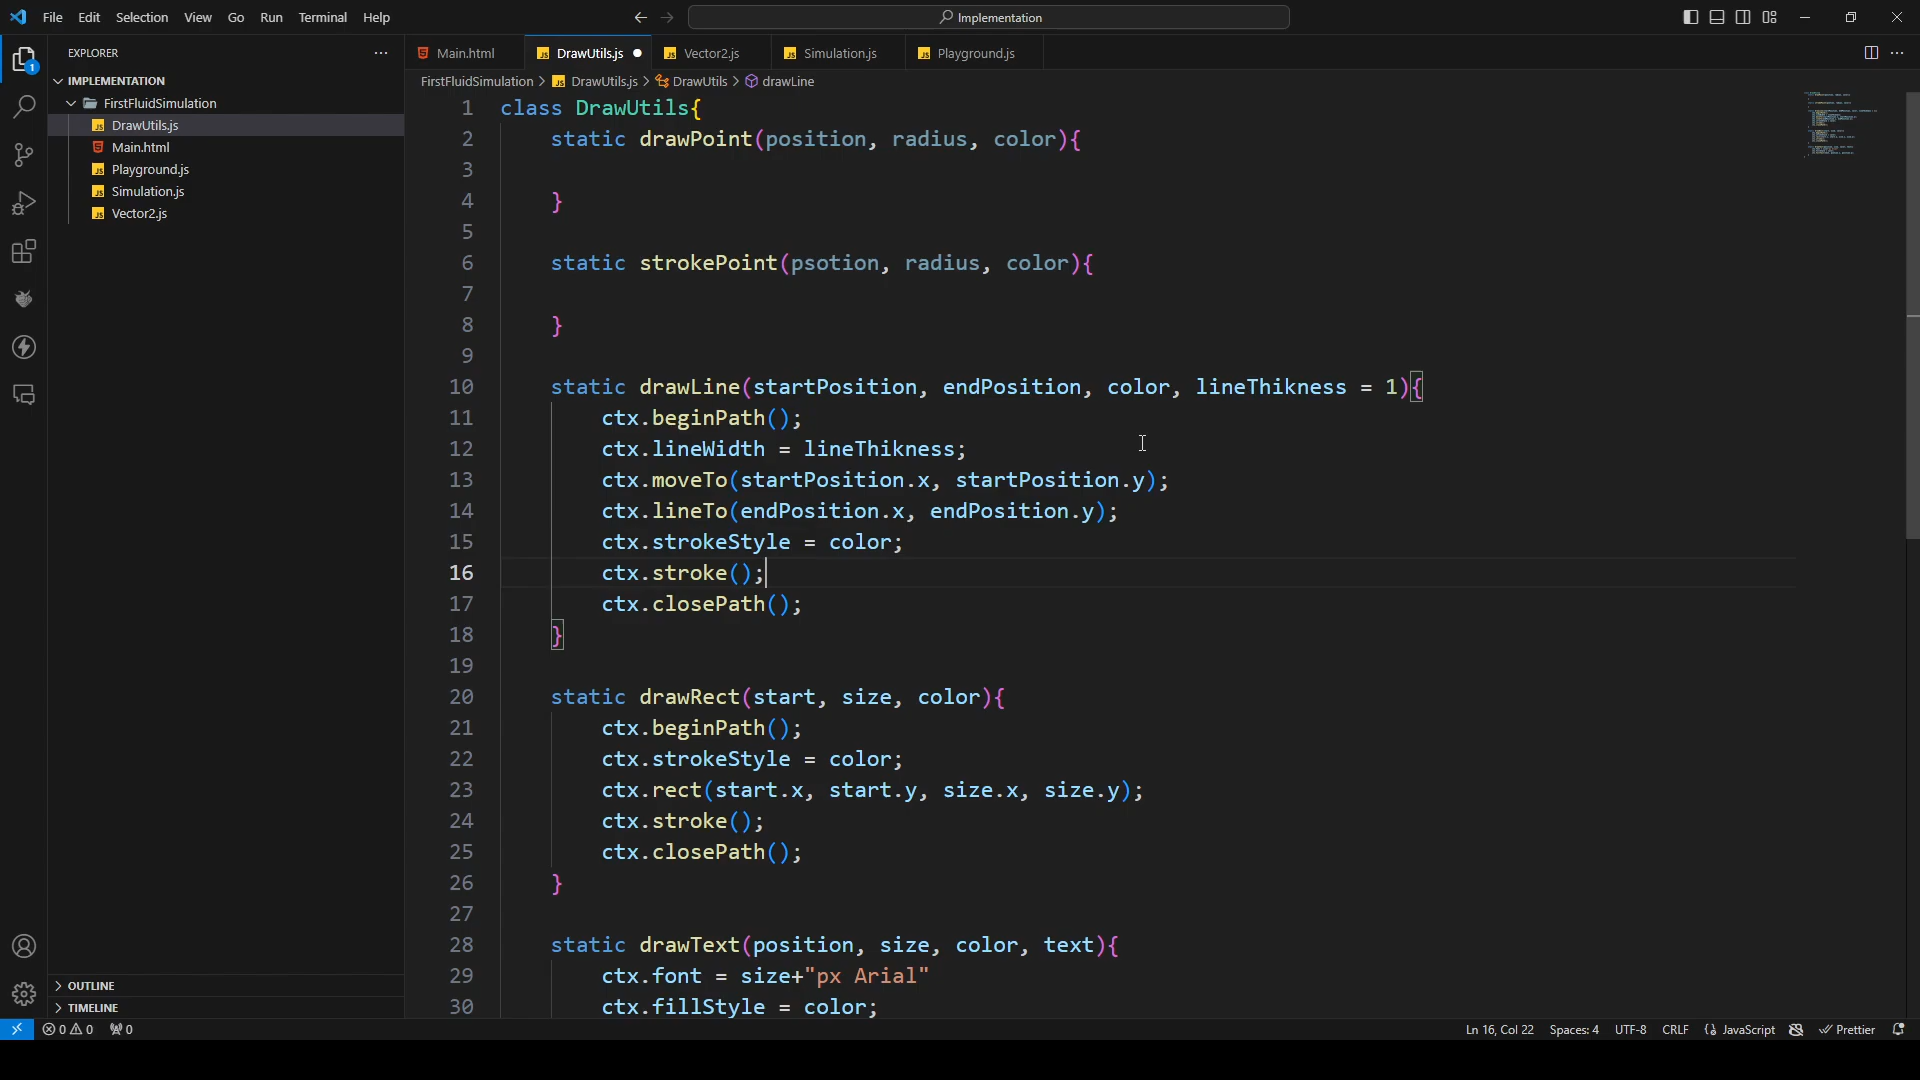 File Edit Selection View Go Run Terminal Help
Implementation
EXPLORER
Main.html
DrawUtils.js
Vector2.js
Simulation.js
Playground.js
FirstFluidSimulation > DrawUtils.js > DrawUtils > drawLine
IMPLEMENTATION
FirstFluidSimulation
DrawUtils.js
Main.html
Playground.js
Simulation.js
Vector2.js
1
OUTLINE
TIMELINE
1 class DrawUtils{
2 static drawPoint(position, radius, color){
3
4 }
5
6 static strokePoint(psotion, radius, color){
7
8 }
9
10 static drawLine(startPosition, endPosition, color, lineThikness = 1){
11 ctx.beginPath();
12 ctx.lineWidth = lineThikness;
13 ctx.moveTo(startPosition.x, startPosition.y);
14 ctx.lineTo(endPosition.x, endPosition.y);
15 ctx.strokeStyle = color;
16 ctx.stroke();
17 ctx.closePath();
18 }
19
20 static drawRect(start, size, color){
21 ctx.beginPath();
22 ctx.strokeStyle = color;
23 ctx.rect(start.x, start.y, size.x, size.y);
24 ctx.stroke();
25 ctx.closePath();
26 }
27
28 static drawText(position, size, color, text){
29 ctx.font = size+"px Arial"
30 ctx.fillStyle = color;
0 0 0
Ln 16, Col 22 Spaces: 4 UTF-8 CRLF JavaScript Prettier